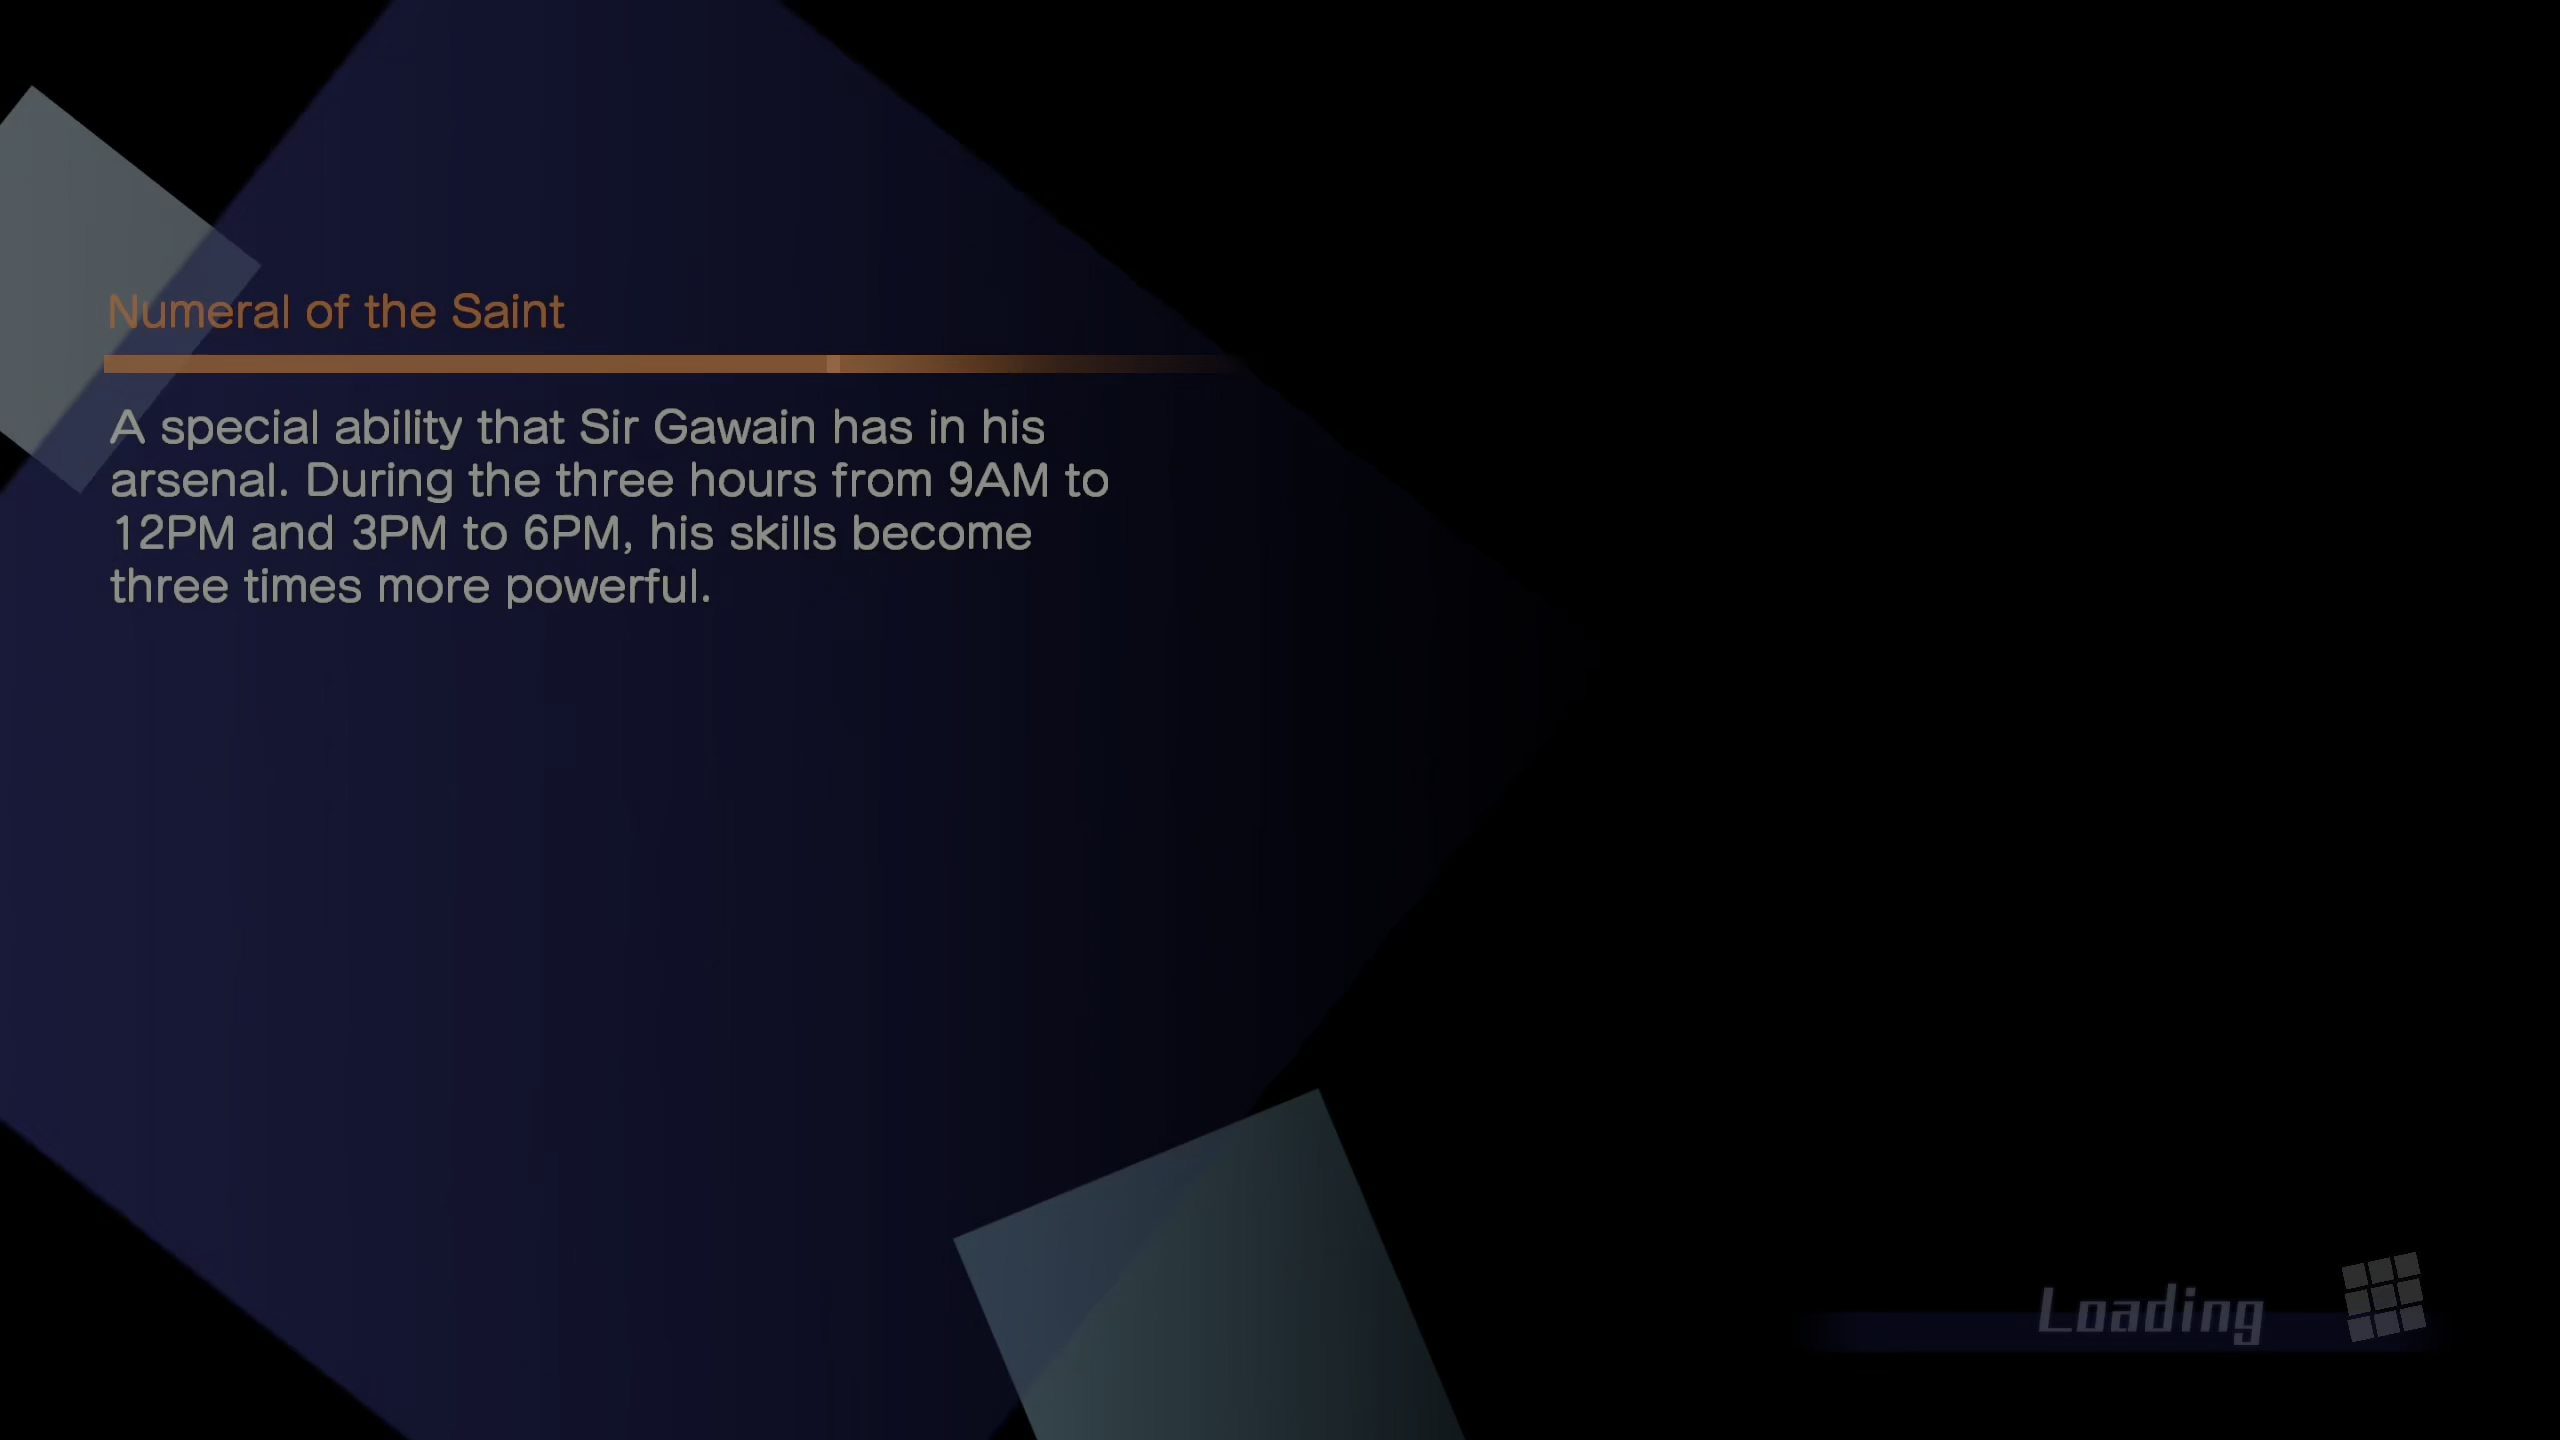 Numeral of the Saint
A special ability that Sir Gawain has in his
arsenal. During the three hours from 9AM to
12PM and 3PM to 6PM, his skills become
three times more powerful.
Loading